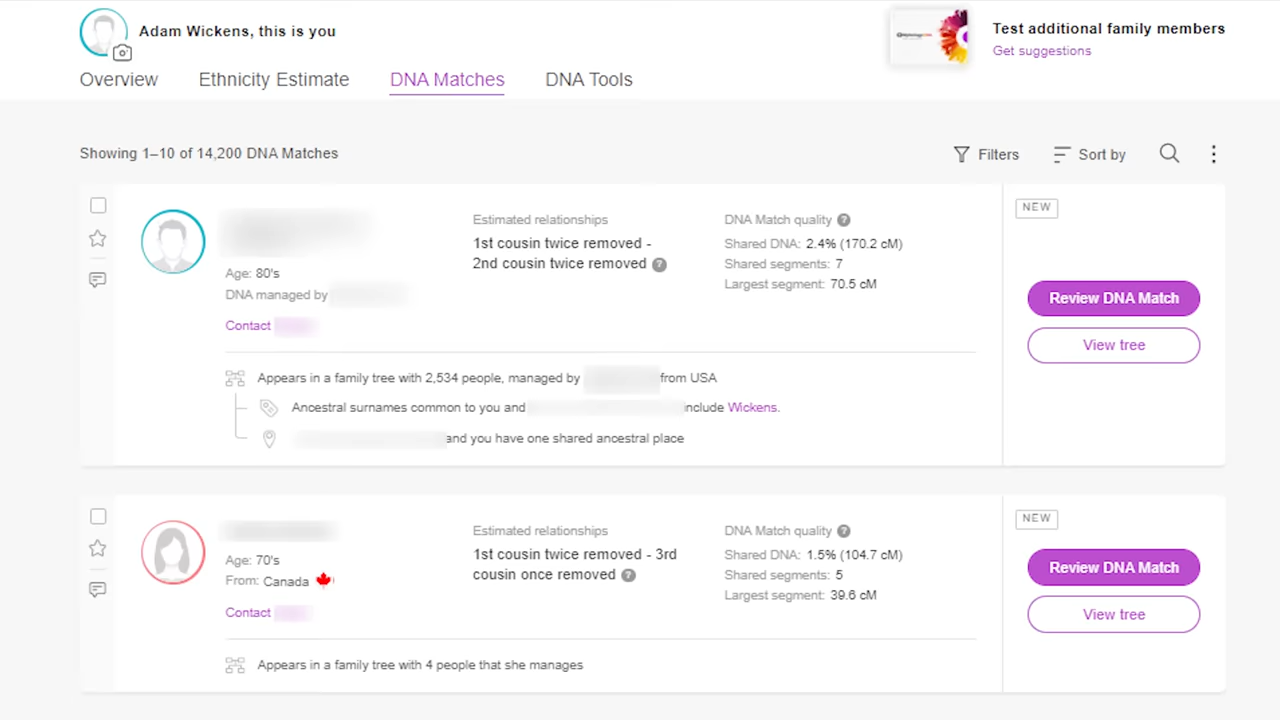 Adam Wickens, this is you
Test additional family members
Get suggestions
Overview Ethnicity Estimate DNA Matches DNA Tools
Showing 1–10 of 14,200 DNA Matches
Filters Sort by
NEW
Estimated relationships
1st cousin twice removed -
2nd cousin twice removed ?
DNA Match quality ?
Shared DNA: 2.4% (170.2 cM)
Shared segments: 7
Largest segment: 70.5 cM
Age: 80's
DNA managed by
Contact
Review DNA Match
View tree
Appears in a family tree with 2,534 people, managed by from USA
Ancestral surnames common to you and include Wickens.
and you have one shared ancestral place
NEW
Estimated relationships
1st cousin twice removed - 3rd
cousin once removed ?
DNA Match quality ?
Shared DNA: 1.5% (104.7 cM)
Shared segments: 5
Largest segment: 39.6 cM
Age: 70's
From: Canada
Contact
Review DNA Match
View tree
Appears in a family tree with 4 people that she manages